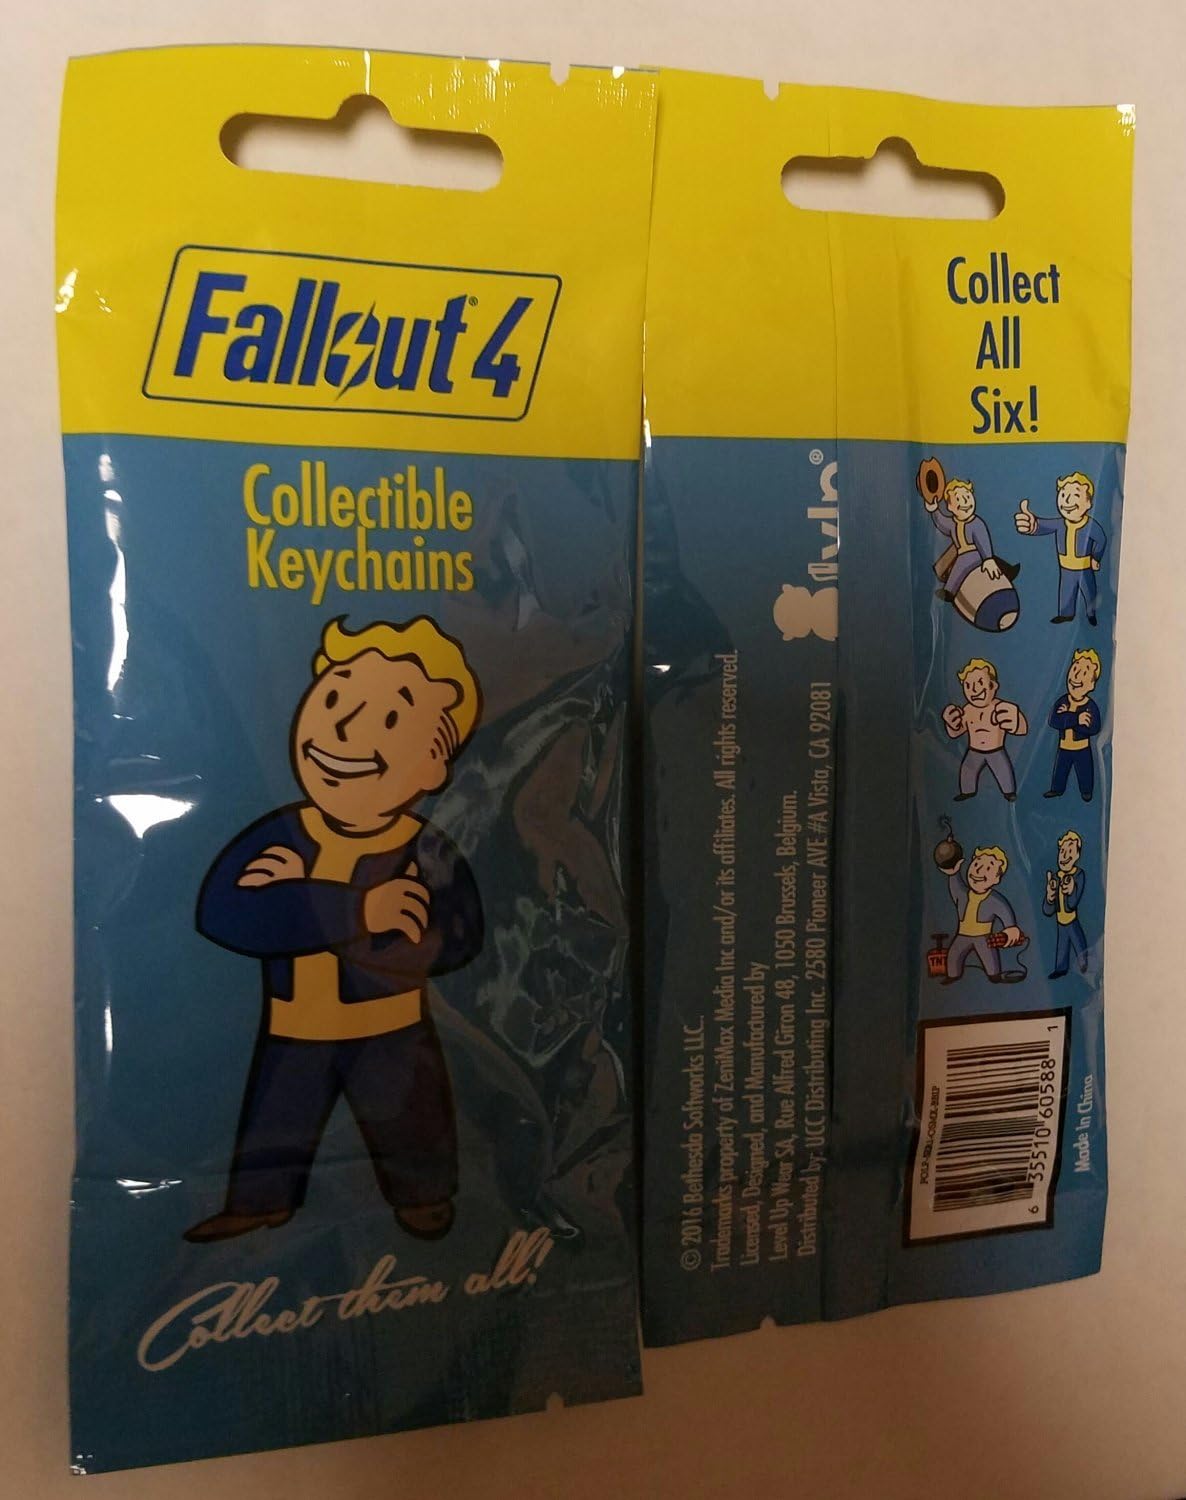 Fallout® 4
Collectible
Keychains
Collect them all!
Collect
All
Six!
TNT
© 2016 Bethesda Softworks LLC.
Trademarks property of ZeniMax Media Inc and/or its affiliates. All rights reserved.
Licensed, Designed, and Manufactured by
Level Up Wear SA, Rue Alfred Giron 48, 1050 Brussels, Belgium.
Distributed by: UCC Distributing Inc. 2580 Pioneer AVE #A Vista, CA 92081
6 35510 60588 1
Made In China